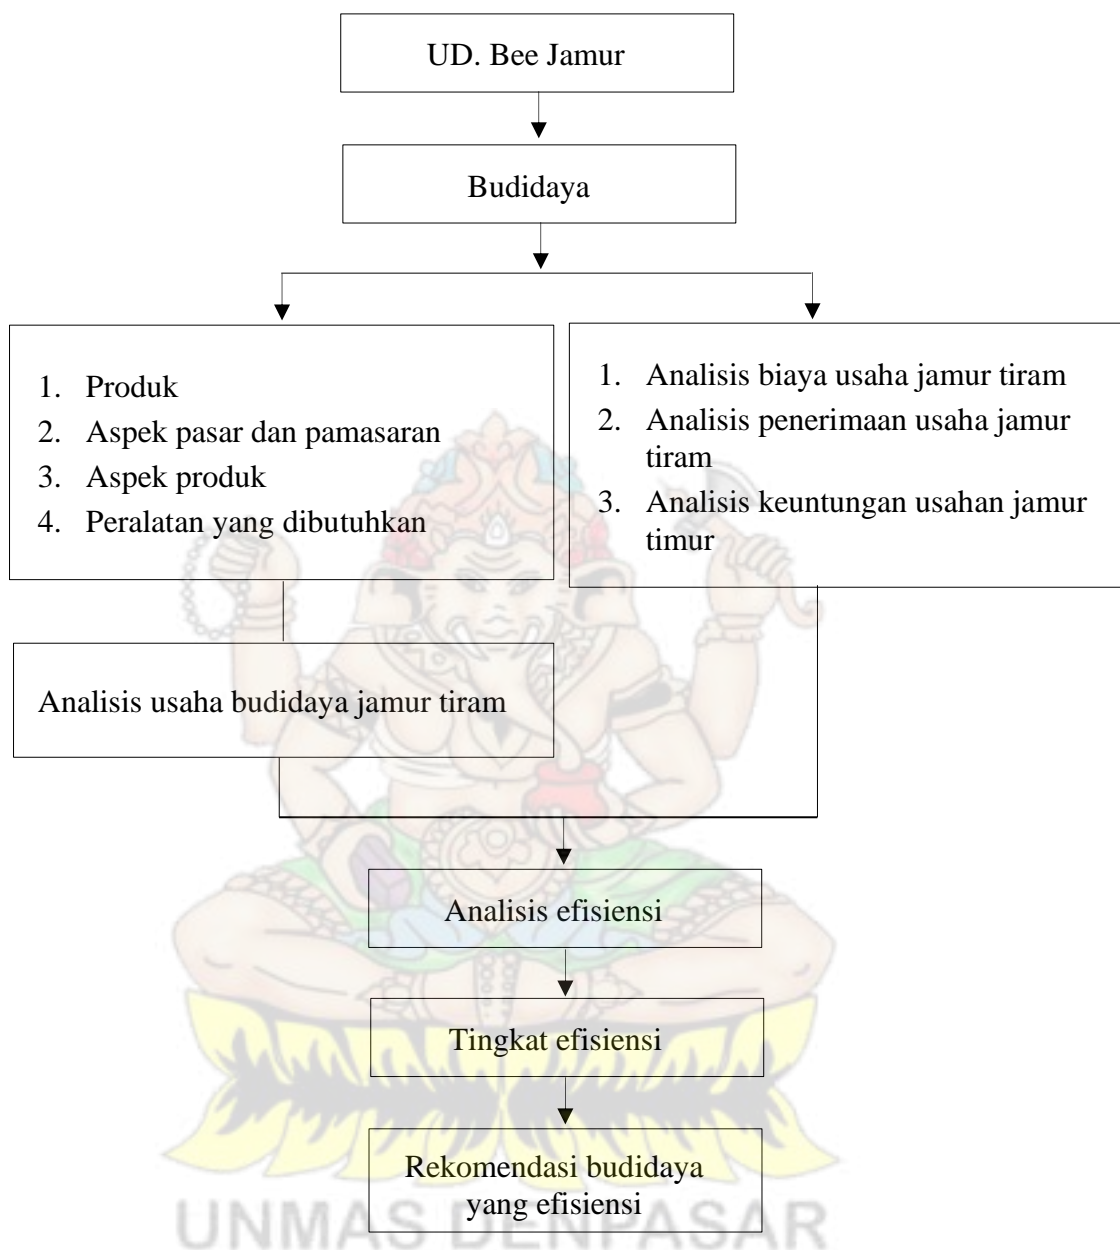 UD. Bee Jamur
Budidaya
1. Produk
2. Aspek pasar dan pamasaran
3. Aspek produk
4. Peralatan yang dibutuhkan
1. Analisis biaya usaha jamur tiram
2. Analisis penerimaan usaha jamur
tiram
3. Analisis keuntungan usahan jamur
timur
Analisis usaha budidaya jamur tiram
Analisis efisiensi
Tingkat efisiensi
Rekomendasi budidaya
yang efisiensi
UNMAS DENPASAR